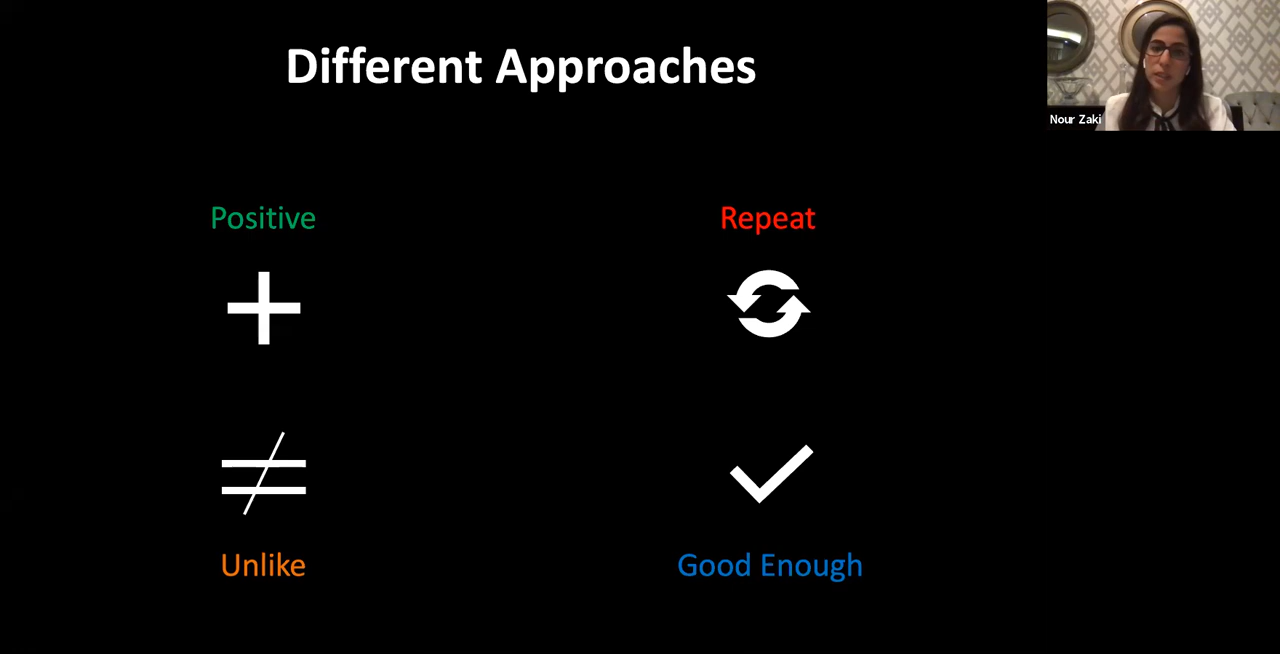 Different Approaches
Nour Zaki
Positive
Repeat
Unlike
Good Enough